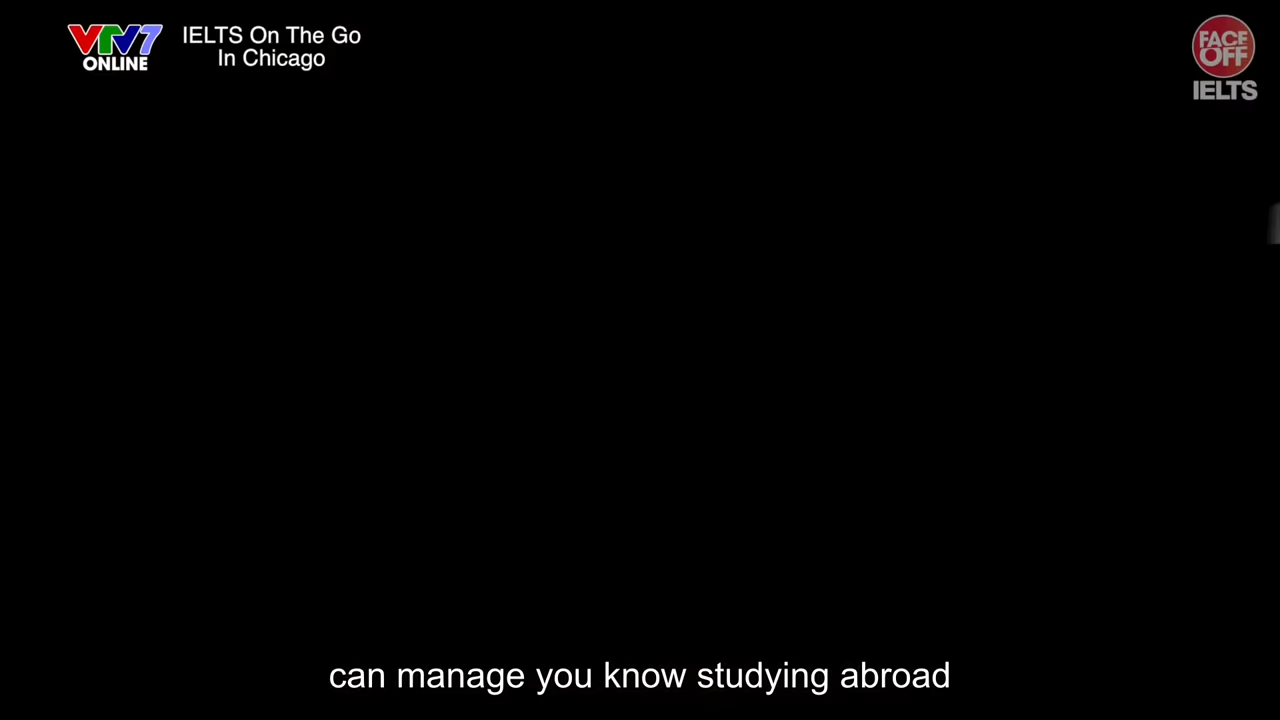 VTV7
ONLINE
IELTS On The Go
In Chicago
FACE
OFF
IELTS
can manage you know studying abroad